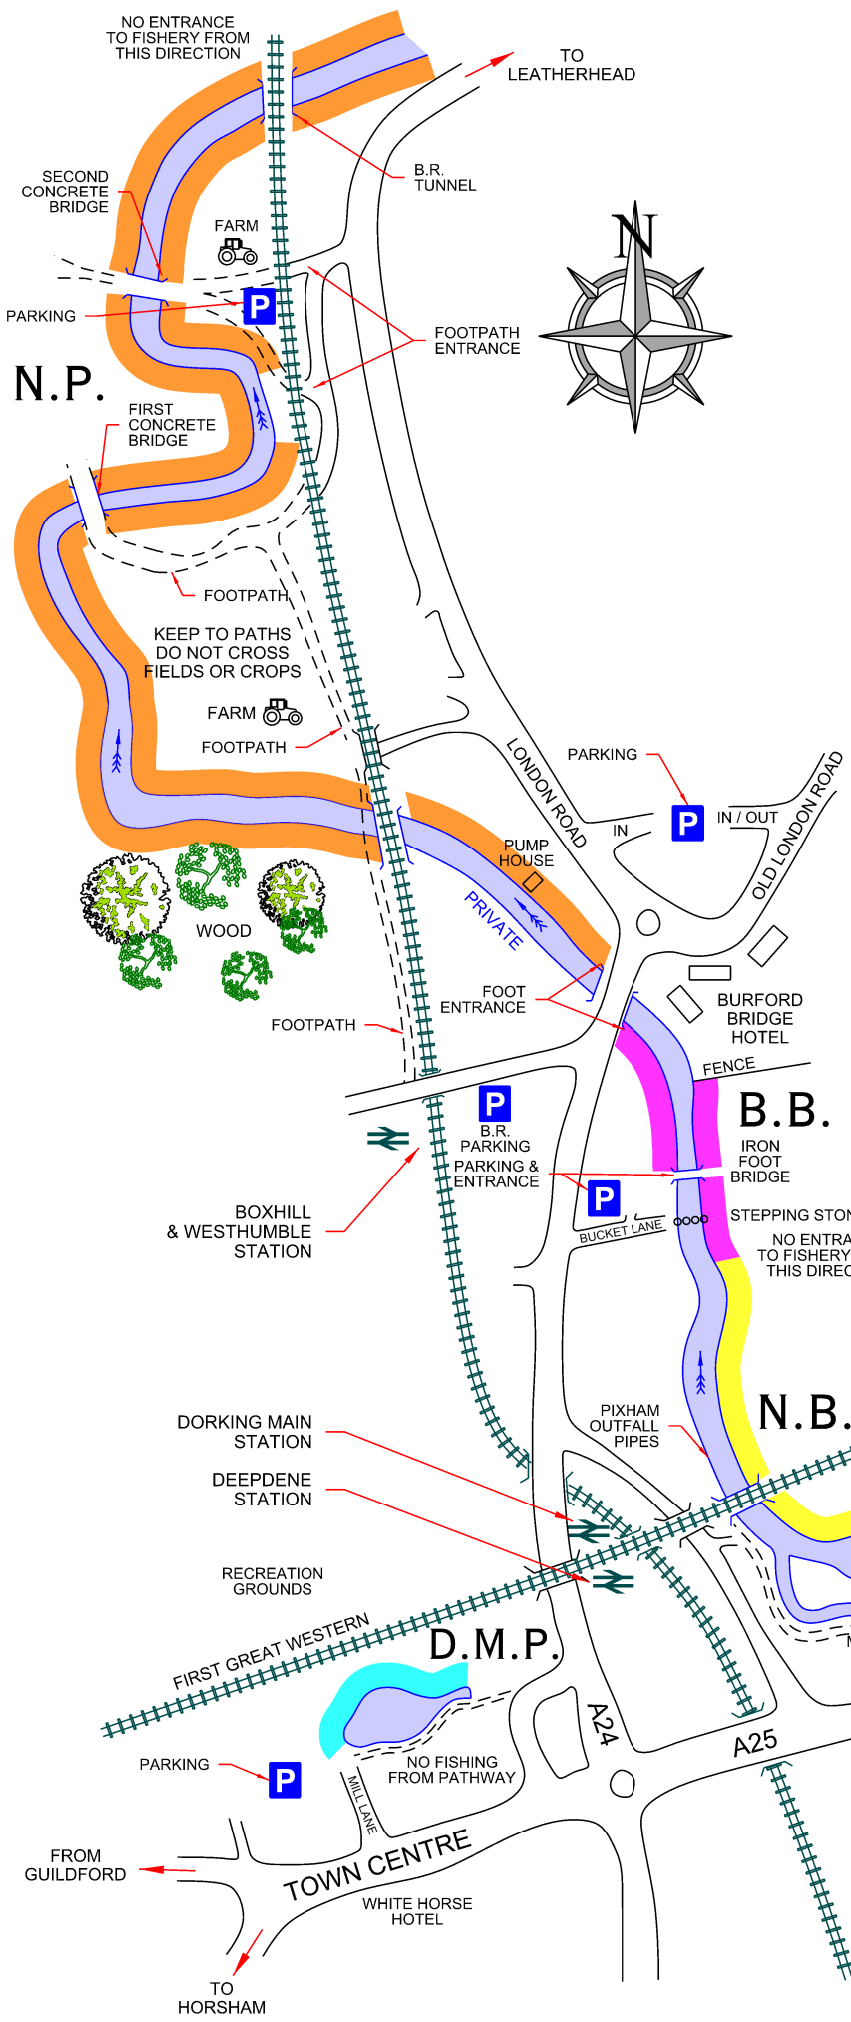 NO ENTRANCE
TO FISHERY FROM
THIS DIRECTION
TO
LEATHERHEAD
B.R.
TUNNEL
SECOND
CONCRETE
BRIDGE
FARM
N
PARKING
P
FOOTPATH
ENTRANCE
N.P.
FIRST
CONCRETE
BRIDGE
FOOTPATH
KEEP TO PATHS
DO NOT CROSS
FIELDS OR CROPS
FARM
FOOTPATH
LONDON ROAD
PARKING
P
IN
IN / OUT
OLD LONDON ROAD
PUMP
HOUSE
PRIVATE
WOOD
FOOT
ENTRANCE
BURFORD
BRIDGE
HOTEL
FOOTPATH
FENCE
P
B.R.
PARKING
B.B.
PARKING &
ENTRANCE
P
IRON
FOOT
BRIDGE
BOXHILL
& WESTHUMBLE
STATION
BUCKET LANE
STEPPING STON
NO ENTRA
TO FISHERY
THIS DIREC
N.B.
PIXHAM
OUTFALL
PIPES
DORKING MAIN
STATION
DEEPDENE
STATION
RECREATION
GROUNDS
FIRST GREAT WESTERN
D.M.P.
M
A24
A25
PARKING
P
NO FISHING
FROM PATHWAY
MILL LANE
FROM
GUILDFORD
TOWN CENTRE
WHITE HORSE
HOTEL
TO
HORSHAM